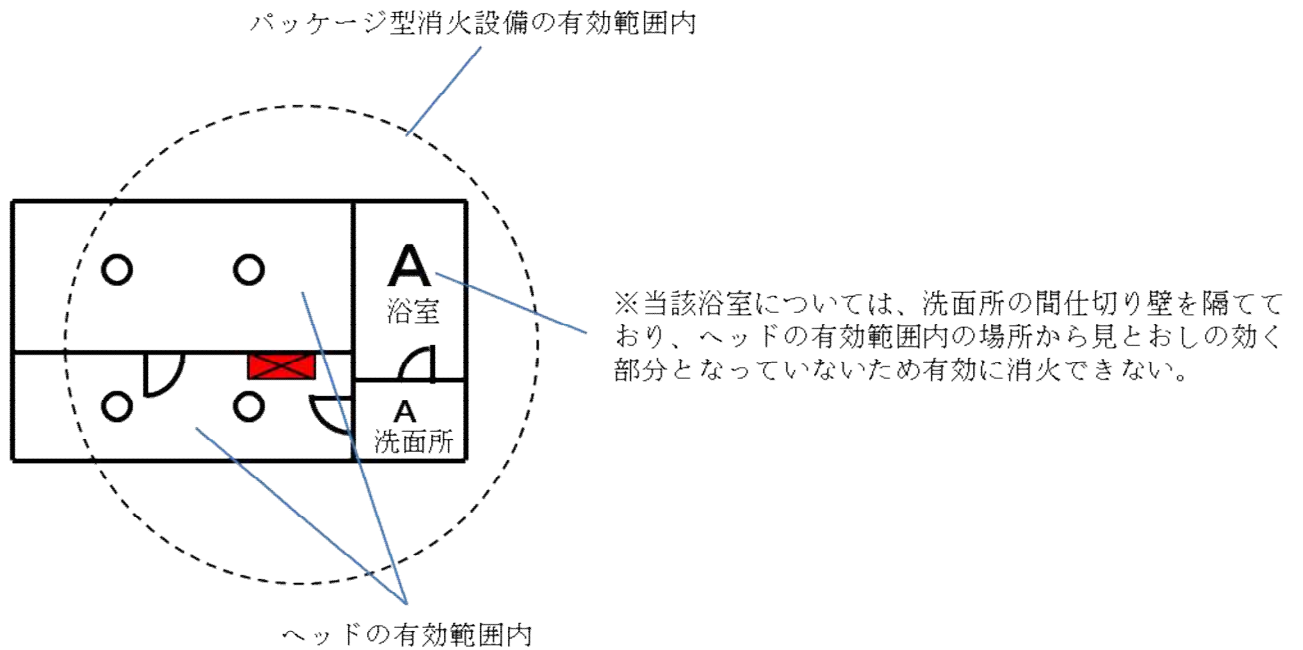 パッケージ型消火設備の有効範囲内
A
浴室
※当該浴室については、洗面所の間仕切り壁を隔てて
おり、ヘッドの有効範囲内の場所から見とおしの効く
部分となっていないため有効に消火できない。
A
洗面所
ヘッドの有効範囲内